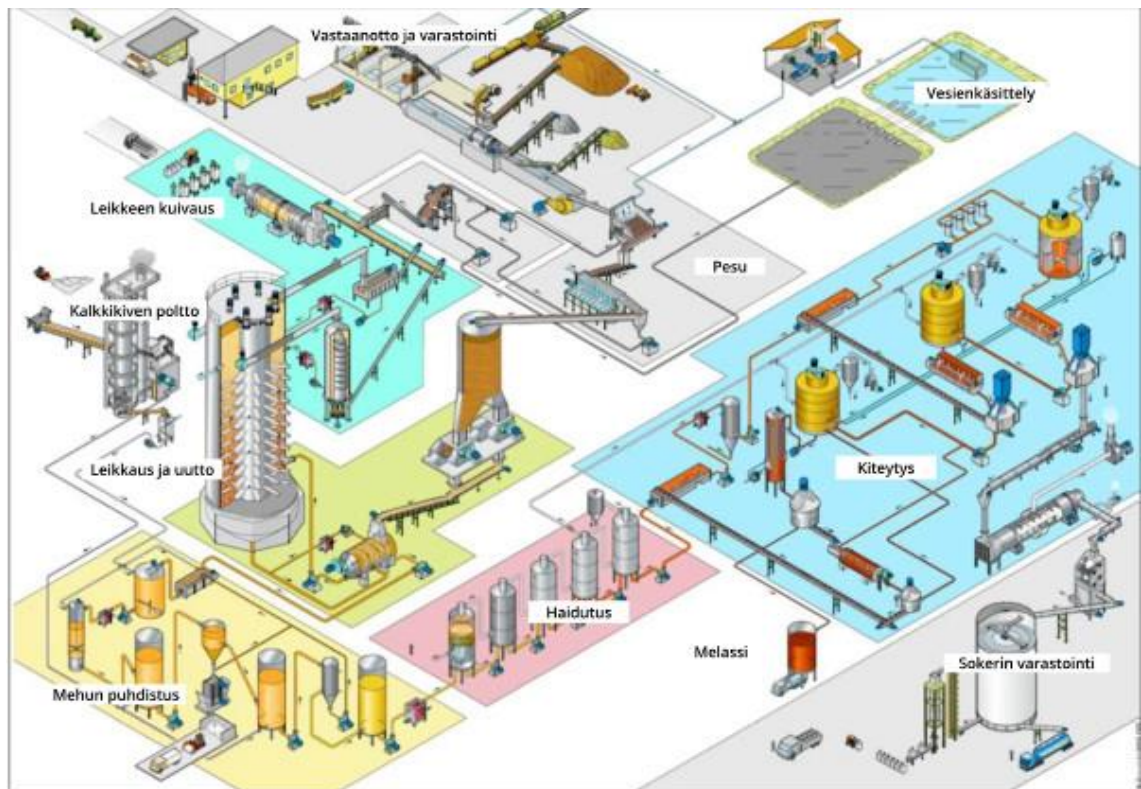 Vastaanotto ja varastointi
Vesienkäsittely
Leikkeen kuivaus
Pesu
Kalkkikiven poltto
Leikkaus ja uutto
Kiteytys
Haidutus
Melassi
Sokerin varastointi
Mehun puhdistus